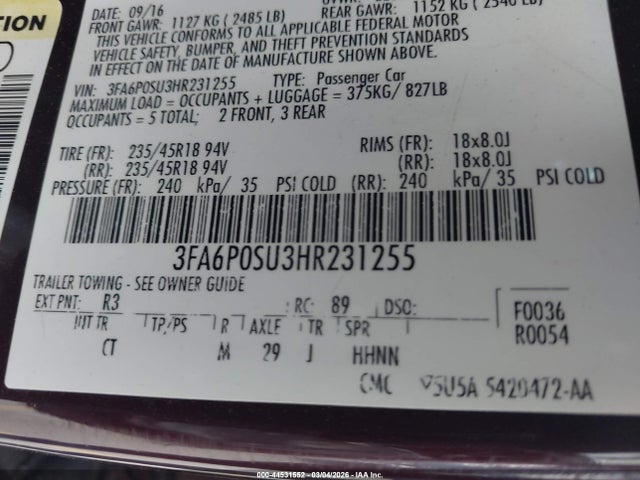 TION
DATE: 09/16
FRONT GAWR: 1127 KG ( 2485 LB)
REAR GAWR: 1152 KG ( 2540 LB)
THIS VEHICLE CONFORMS TO ALL APPLICABLE FEDERAL MOTOR
VEHICLE SAFETY, BUMPER, AND THEFT PREVENTION STANDARDS
IN EFFECT ON THE DATE OF MANUFACTURE SHOWN ABOVE.
VIN: 3FA6P0SU3HR231255 TYPE: Passenger Car
MAXIMUM LOAD = OCCUPANTS + LUGGAGE = 375KG/ 827LB
OCCUPANTS = 5 TOTAL; 2 FRONT, 3 REAR
TIRE (FR): 235/45R18 94V RIMS (FR): 18x8.0J
(RR): 235/45R18 94V (RR): 18x8.0J
PRESSURE (FR): 240 kPa/ 35 PSI COLD (RR): 240 kPa/ 35 PSI COLD
3FA6P0SU3HR231255
TRAILER TOWING - SEE OWNER GUIDE
EXT PNT: R3 RC: 89 DSO: F0036
INT TR TP/PS R AXLE TR SPR R0054
CT M 29 J HHNN
CMC 5U5A 5420472-AA
000-44531552 - 03/04/2026 - IAA Inc.